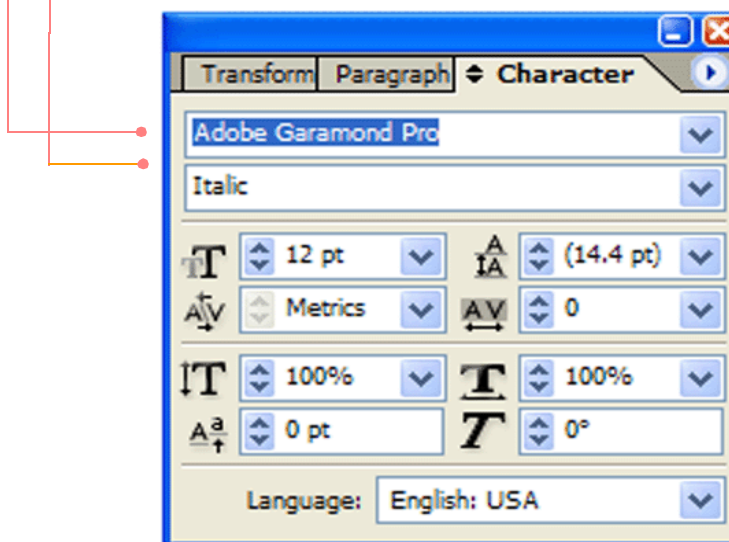 Transform Paragraph Character
Adobe Garamond Pro
Italic
12 pt (14.4 pt)
Metrics 0
100% 100%
0 pt 0°
Language: English: USA